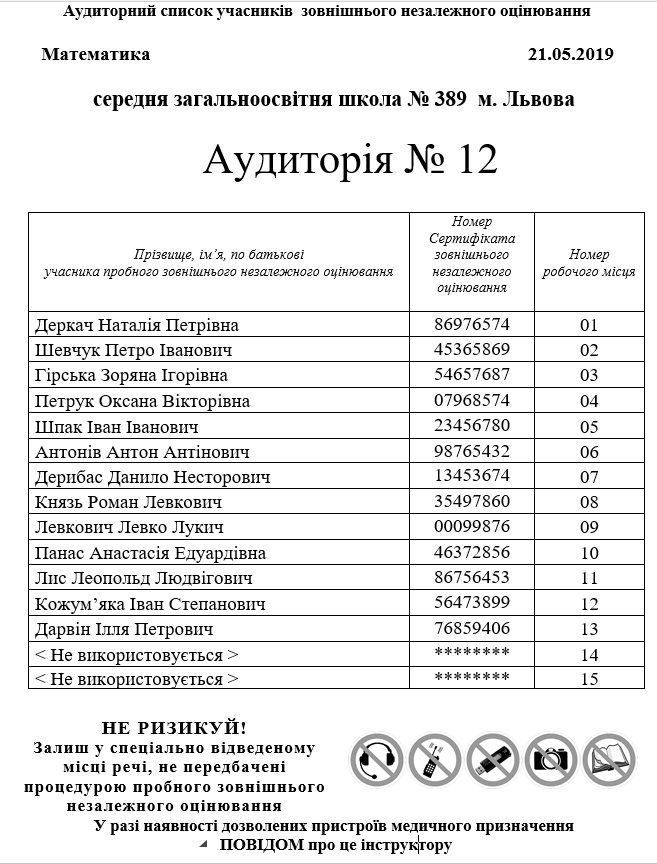 Аудиторний список учасників зовнішнього незалежного оцінювання
Математика 21.05.2019
середня загальноосвітня школа № 389 м. Львова
Аудиторія № 12
Прізвище, ім’я, по батькові
учасника пробного зовнішнього незалежного оцінювання
Номер
Сертифіката
зовнішнього
незалежного
оцінювання
Номер
робочого місця
Деркач Наталія Петрівна 86976574 01
Шевчук Петро Іванович 45365869 02
Гірська Зоряна Ігорівна 54657687 03
Петрук Оксана Вікторівна 07968574 04
Шпак Іван Іванович 23456780 05
Антонів Антон Антінович 98765432 06
Дерибас Данило Несторович 13453674 07
Князь Роман Левкович 35497860 08
Левкович Левко Лукич 00099876 09
Панас Анастасія Едуардівна 46372856 10
Лис Леопольд Людвігович 86756453 11
Кожум’яка Іван Степанович 56473899 12
Дарвін Ілля Петрович 76859406 13
< Не використовується > ******** 14
< Не використовується > ******** 15
НЕ РИЗИКУЙ!
Залиш у спеціально відведеному
місці речі, не передбачені
процедурою пробного зовнішнього
незалежного оцінювання
У разі наявності дозволених пристроїв медичного призначення
ПОВІДОМ про це інструктору